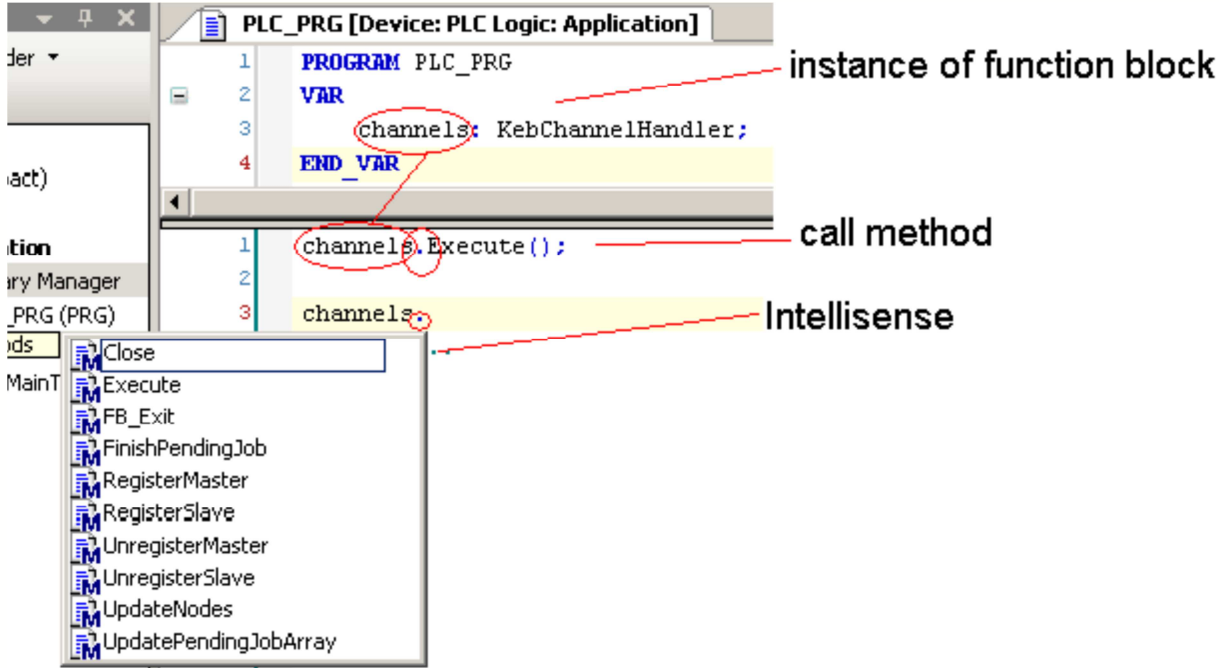 PLC_PRG [Device: PLC Logic: Application]
der
1 PROGRAM PLC_PRG
instance of function block
2 VAR
3 channels: KebChannelHandler;
4 END_VAR
act)
1 channels.Execute();
call method
tion
2
ary Manager
3 channels.
_PRG (PRG)
Intellisense
ods
MainT
Close
Execute
FB_Exit
FinishPendingJob
RegisterMaster
RegisterSlave
UnregisterMaster
UnregisterSlave
UpdateNodes
UpdatePendingJobArray